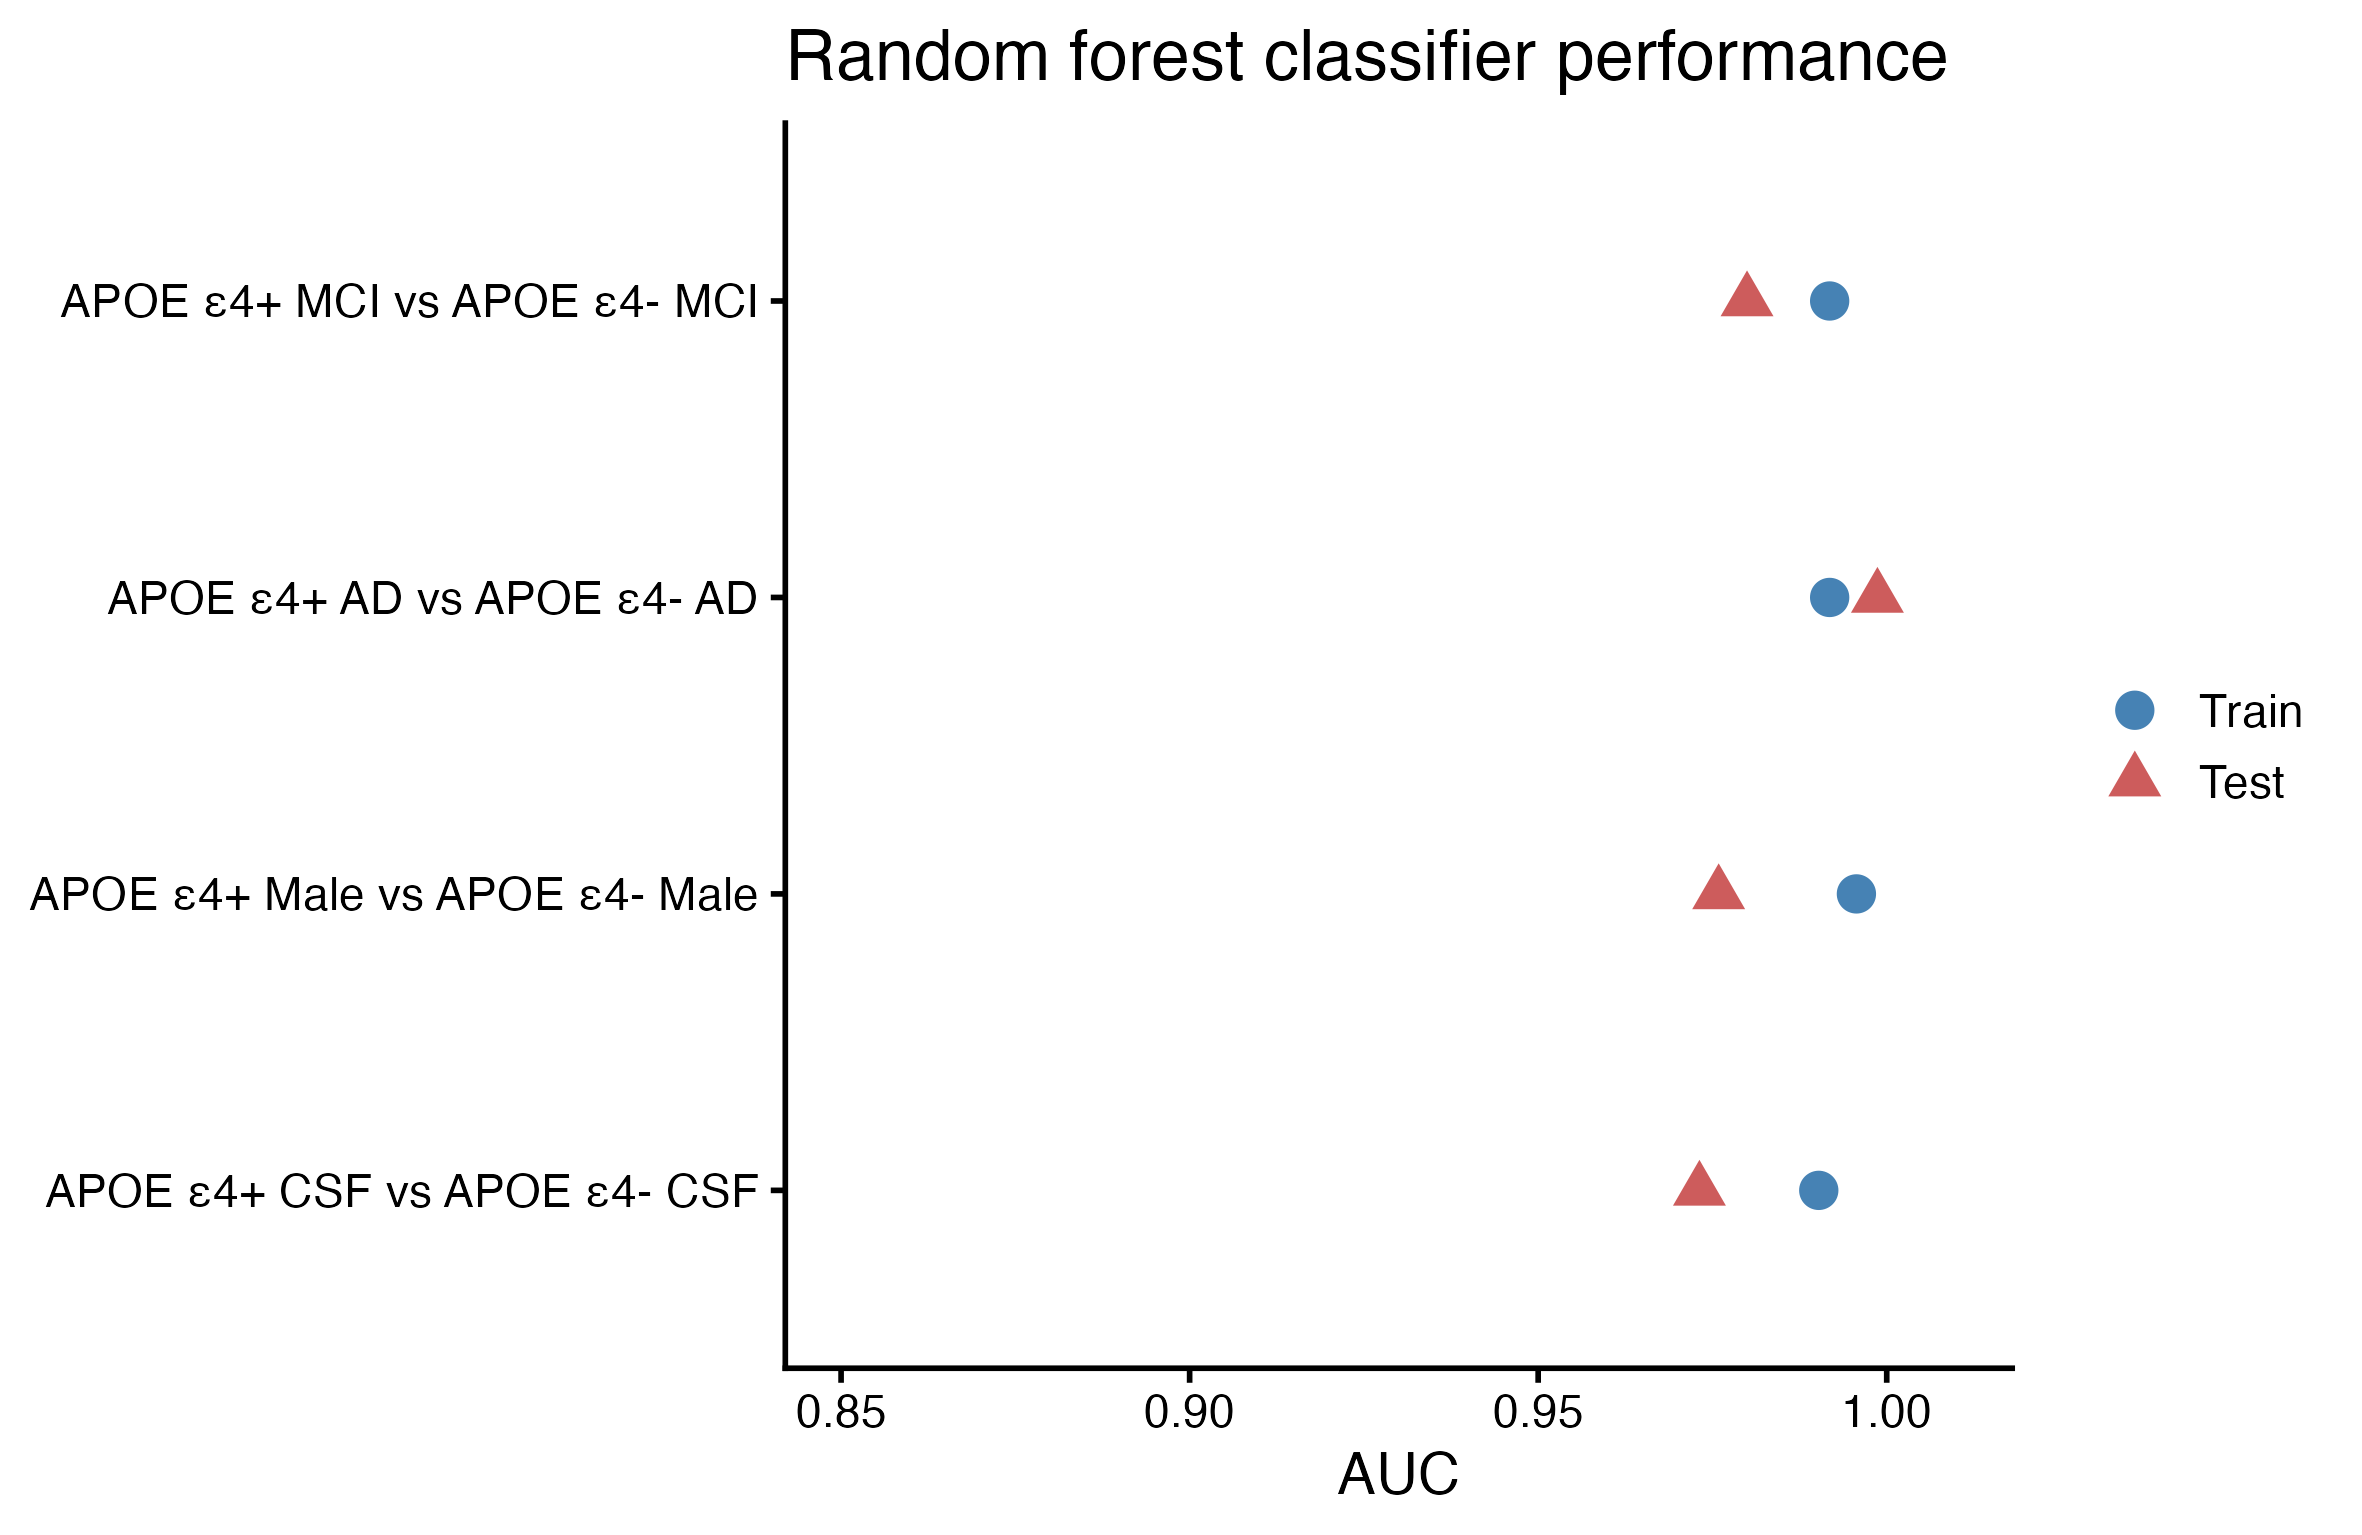 Random forest classifier performance
APOE ε4+ MCI vs APOE ε4- MCI
APOE ε4+ AD vs APOE ε4- AD
APOE ε4+ Male vs APOE ε4- Male
APOE ε4+ CSF vs APOE ε4- CSF
Train
Test
0.85 0.90 0.95 1.00
AUC